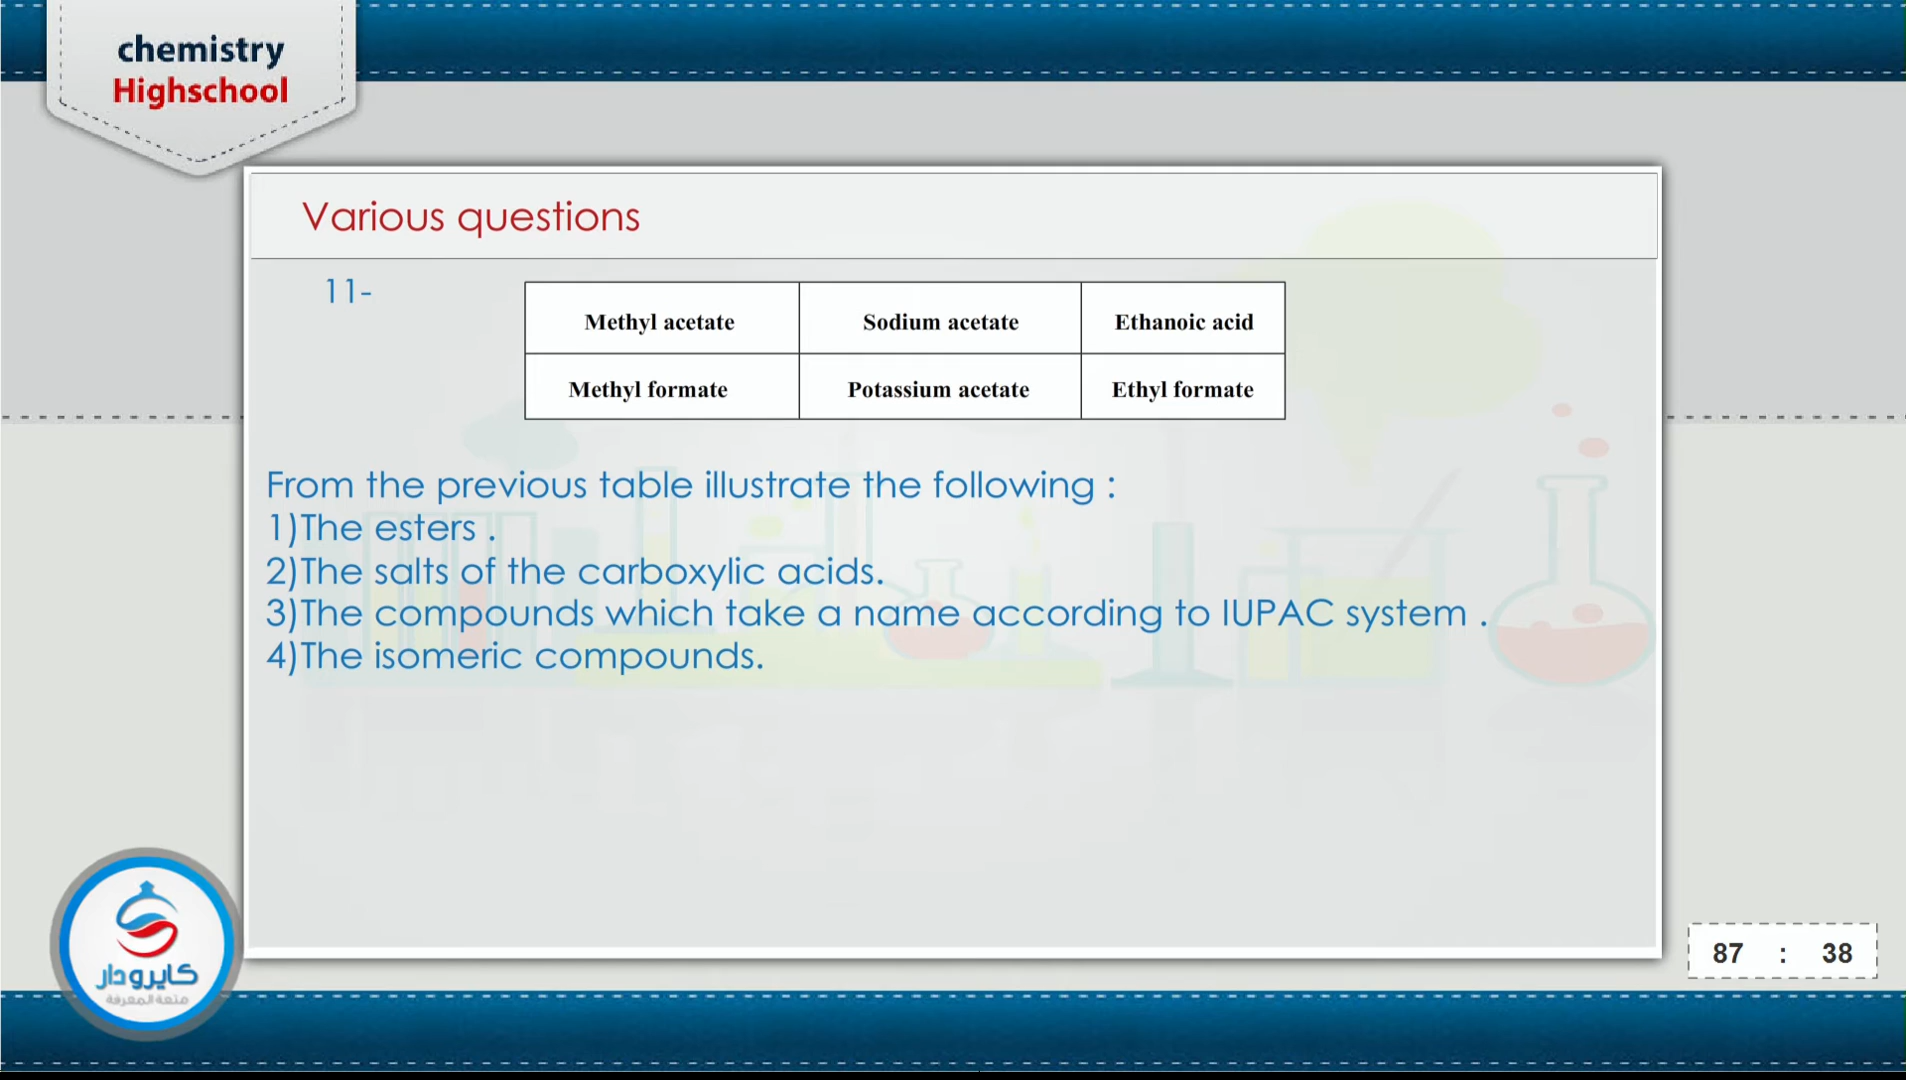 chemistry
Highschool
Various questions
11-
Methyl acetate Sodium acetate Ethanoic acid
Methyl formate Potassium acetate Ethyl formate
From the previous table illustrate the following :
1)The esters .
2)The salts of the carboxylic acids.
3)The compounds which take a name according to IUPAC system .
4)The isomeric compounds.
كايرودار
متعة المعرفة
87 : 38